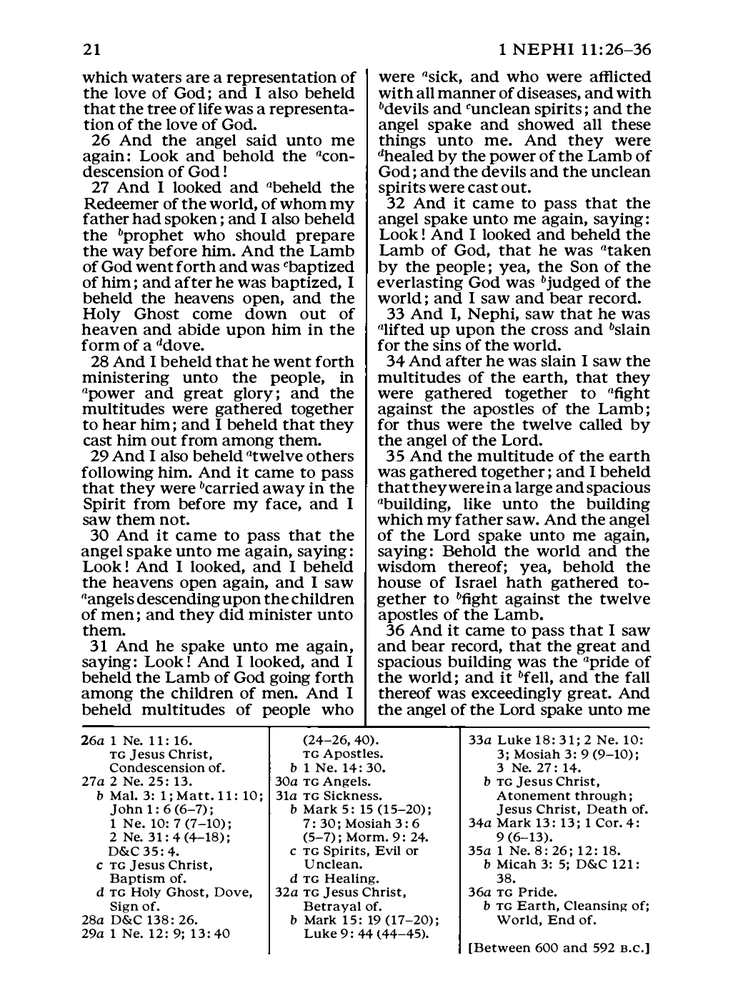 21
1 NEPHI 11:26–36
which waters are a representation of
the love of God; and I also beheld
that the tree of life was a representa-
tion of the love of God.
26 And the angel said unto me
again: Look and behold the acon-
descension of God!
27 And I looked and abeheld the
Redeemer of the world, of whom my
father had spoken; and I also beheld
the bprophet who should prepare
the way before him. And the Lamb
of God went forth and was cbaptized
of him; and after he was baptized, I
beheld the heavens open, and the
Holy Ghost come down out of
heaven and abide upon him in the
form of a ddove.
28 And I beheld that he went forth
ministering unto the people, in
apower and great glory; and the
multitudes were gathered together
to hear him; and I beheld that they
cast him out from among them.
29 And I also beheld atwelve others
following him. And it came to pass
that they were bcarried away in the
Spirit from before my face, and I
saw them not.
30 And it came to pass that the
angel spake unto me again, saying:
Look! And I looked, and I beheld
the heavens open again, and I saw
aangels descending upon the children
of men; and they did minister unto
them.
31 And he spake unto me again,
saying: Look! And I looked, and I
beheld the Lamb of God going forth
among the children of men. And I
beheld multitudes of people who
were asick, and who were afflicted
with all manner of diseases, and with
bdevils and cunclean spirits; and the
angel spake and showed all these
things unto me. And they were
dhealed by the power of the Lamb of
God; and the devils and the unclean
spirits were cast out.
32 And it came to pass that the
angel spake unto me again, saying:
Look! And I looked and beheld the
Lamb of God, that he was ataken
by the people; yea, the Son of the
everlasting God was bjudged of the
world; and I saw and bear record.
33 And I, Nephi, saw that he was
alifted up upon the cross and bslain
for the sins of the world.
34 And after he was slain I saw the
multitudes of the earth, that they
were gathered together to afight
against the apostles of the Lamb;
for thus were the twelve called by
the angel of the Lord.
35 And the multitude of the earth
was gathered together; and I beheld
that they were in a large and spacious
abuilding, like unto the building
which my father saw. And the angel
of the Lord spake unto me again,
saying: Behold the world and the
wisdom thereof; yea, behold the
house of Israel hath gathered to-
gether to bfight against the twelve
apostles of the Lamb.
36 And it came to pass that I saw
and bear record, that the great and
spacious building was the apride of
the world; and it bfell, and the fall
thereof was exceedingly great. And
the angel of the Lord spake unto me
26a 1 Ne. 11: 16.
TG Jesus Christ,
Condescension of.
27a 2 Ne. 25: 13.
b Mal. 3: 1; Matt. 11: 10;
John 1: 6 (6–7);
1 Ne. 10: 7 (7–10);
2 Ne. 31: 4 (4–18);
D&C 35: 4.
c TG Jesus Christ,
Baptism of.
d TG Holy Ghost, Dove,
Sign of.
28a D&C 138: 26.
29a 1 Ne. 12: 9; 13: 40
(24–26, 40).
TG Apostles.
b 1 Ne. 14: 30.
30a TG Angels.
31a TG Sickness.
b Mark 5: 15 (15–20);
7: 30; Mosiah 3: 6
(5–7); Morm. 9: 24.
c TG Spirits, Evil or
Unclean.
d TG Healing.
32a TG Jesus Christ,
Betrayal of.
b Mark 15: 19 (17–20);
Luke 9: 44 (44–45).
33a Luke 18: 31; 2 Ne. 10:
3; Mosiah 3: 9 (9–10);
3 Ne. 27: 14.
b TG Jesus Christ,
Atonement through;
Jesus Christ, Death of.
34a Mark 13: 13; 1 Cor. 4:
9 (6–13).
35a 1 Ne. 8: 26; 12: 18.
b Micah 3: 5; D&C 121:
38.
36a TG Pride.
b TG Earth, Cleansing of;
World, End of.
[Between 600 and 592 B.C.]